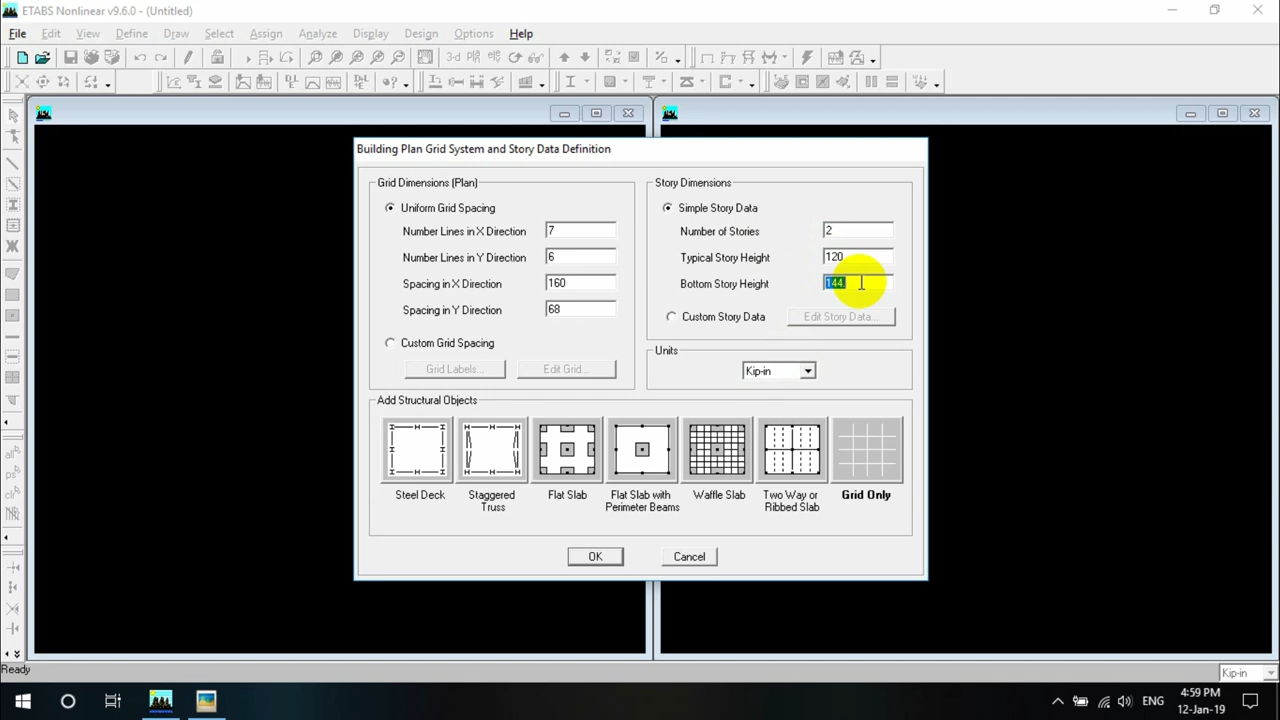 ETABS Nonlinear v9.6.0 - (Untitled)
File Edit View Define Draw Select Assign Analyze Display Design Options Help
Building Plan Grid System and Story Data Definition
Grid Dimensions (Plan)
Uniform Grid Spacing
Number Lines in X Direction 7
Number Lines in Y Direction 6
Spacing in X Direction 160
Spacing in Y Direction 68
Custom Grid Spacing
Grid Labels... Edit Grid...
Story Dimensions
Simple Story Data
Number of Stories 2
Typical Story Height 120
Bottom Story Height 144.
Custom Story Data Edit Story Data...
Units
Kip-in
Add Structural Objects
Steel Deck
Staggered Truss
Flat Slab
Flat Slab with Perimeter Beams
Waffle Slab
Two Way or Ribbed Slab
Grid Only
OK Cancel
3-d
all
ps
clr
Ready
Kip-in
ENG
4:59 PM
12-Jan-19